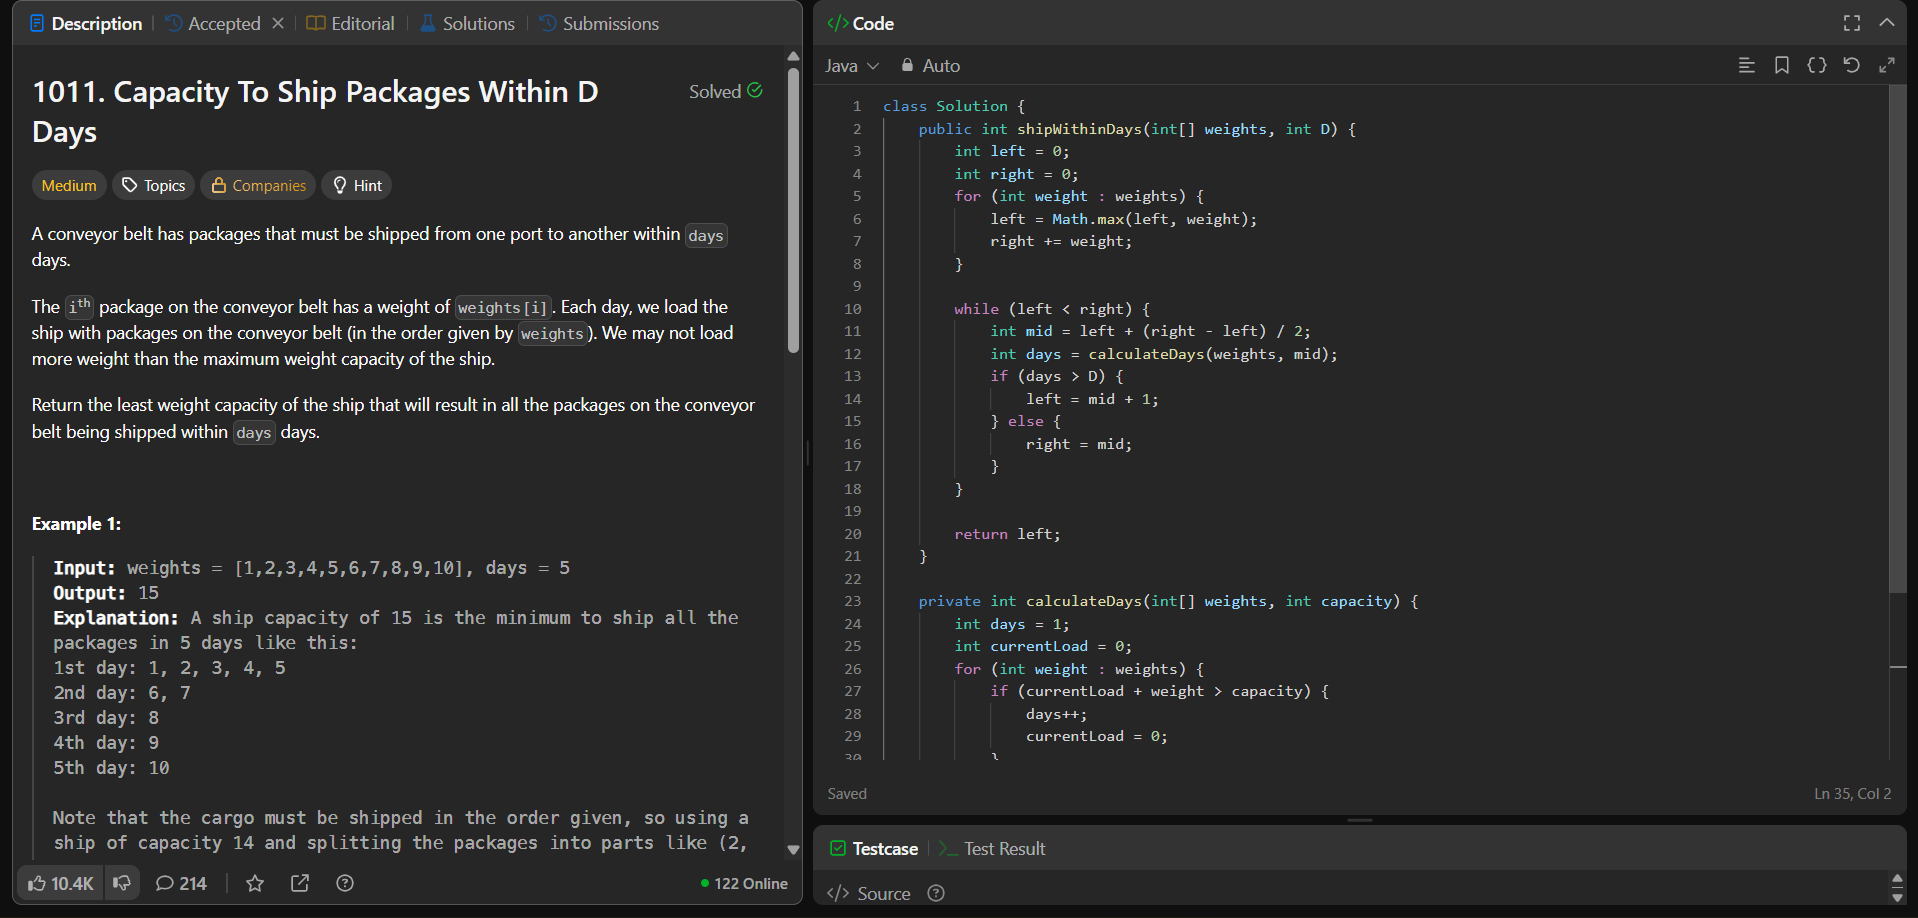 Description
Accepted
Editorial
Solutions
Submissions
1011. Capacity To Ship Packages Within D
Days
Solved
Medium
Topics
Companies
Hint
A conveyor belt has packages that must be shipped from one port to another within days
days.
The ith package on the conveyor belt has a weight of weights[i]. Each day, we load the
ship with packages on the conveyor belt (in the order given by weights). We may not load
more weight than the maximum weight capacity of the ship.
Return the least weight capacity of the ship that will result in all the packages on the conveyor
belt being shipped within days days.
Example 1:
Input: weights = [1,2,3,4,5,6,7,8,9,10], days = 5
Output: 15
Explanation: A ship capacity of 15 is the minimum to ship all the
packages in 5 days like this:
1st day: 1, 2, 3, 4, 5
2nd day: 6, 7
3rd day: 8
4th day: 9
5th day: 10
Note that the cargo must be shipped in the order given, so using a
ship of capacity 14 and splitting the packages into parts like (2,
10.4K
214
122 Online
</> Code
Java
Auto
1 class Solution {
2 public int shipWithinDays(int[] weights, int D) {
3 int left = 0;
4 int right = 0;
5 for (int weight : weights) {
6 left = Math.max(left, weight);
7 right += weight;
8 }
9
10 while (left < right) {
11 int mid = left + (right - left) / 2;
12 int days = calculateDays(weights, mid);
13 if (days > D) {
14 left = mid + 1;
15 } else {
16 right = mid;
17 }
18 }
19
20 return left;
21 }
22
23 private int calculateDays(int[] weights, int capacity) {
24 int days = 1;
25 int currentLoad = 0;
26 for (int weight : weights) {
27 if (currentLoad + weight > capacity) {
28 days++;
29 currentLoad = 0;
30 }
Saved
Ln 35, Col 2
Testcase
>_ Test Result
</> Source